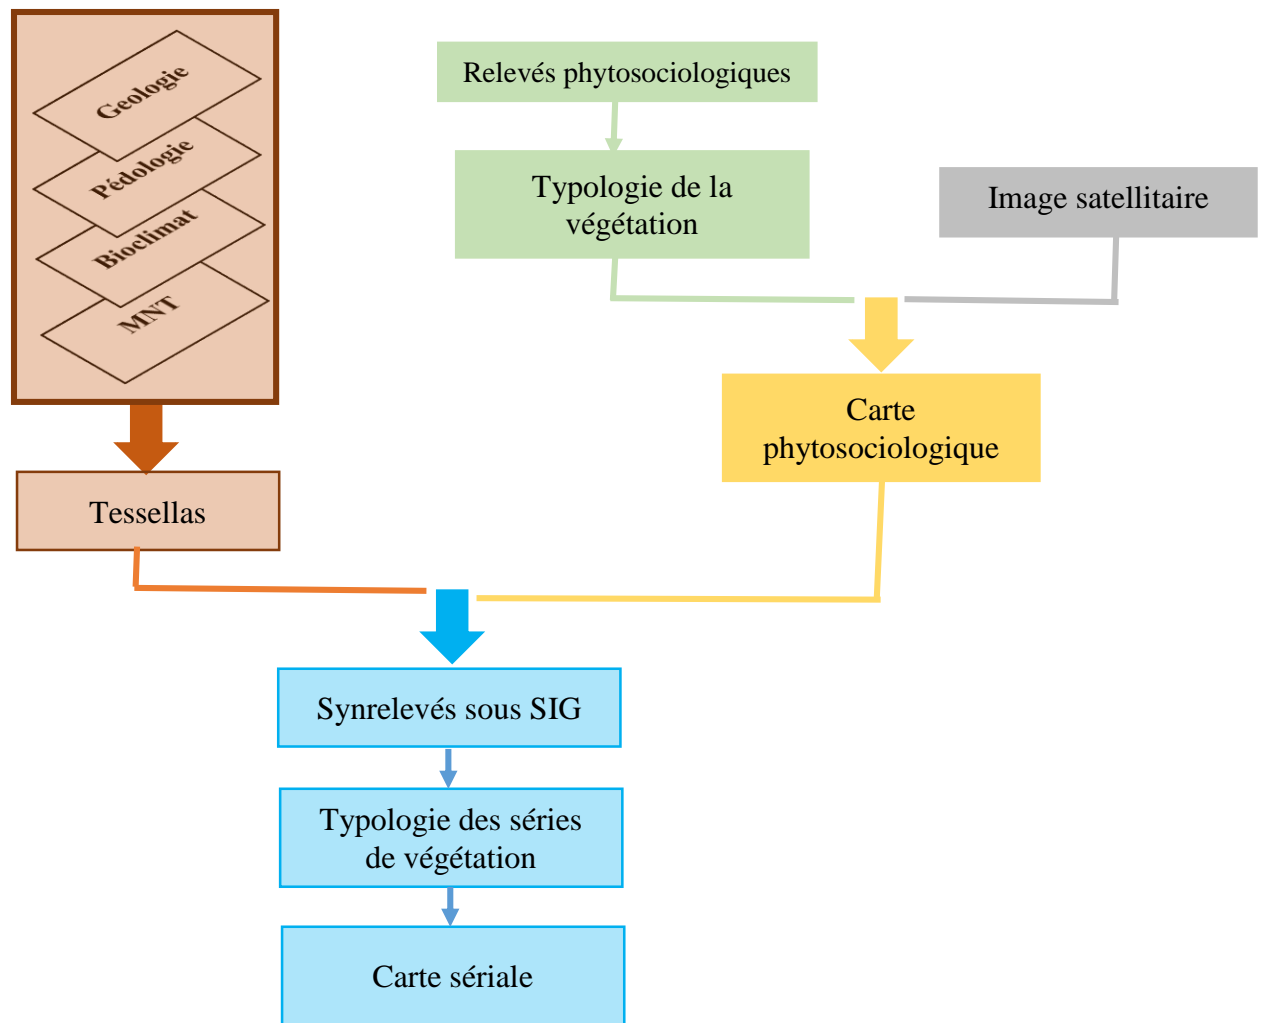 Geologie
Pédologie
Bioclimat
MNT
Tessellas
Relevés phytosociologiques
Typologie de la
végétation
Image satellitaire
Carte
phytosociologique
Synrelevés sous SIG
Typologie des séries
de végétation
Carte sériale